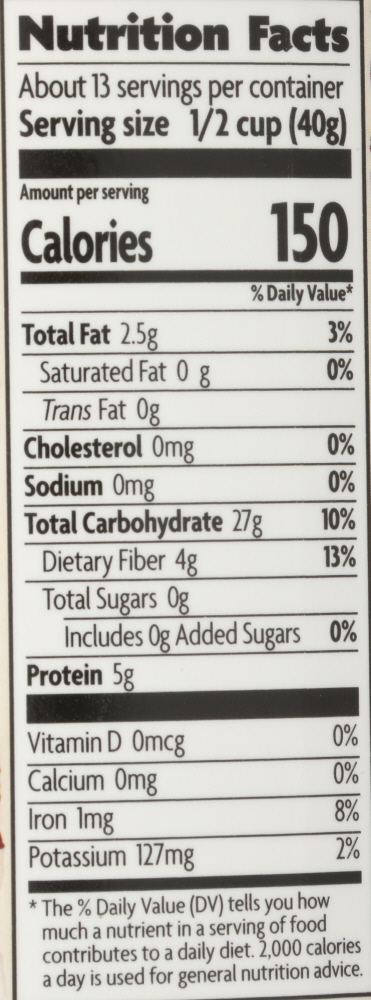 Nutrition Facts
About 13 servings per container
Serving size 1/2 cup (40g)
Amount per serving
Calories 150
% Daily Value*
Total Fat 2.5g 3%
Saturated Fat 0 g 0%
Trans Fat 0g
Cholesterol 0mg 0%
Sodium 0mg 0%
Total Carbohydrate 27g 10%
Dietary Fiber 4g 13%
Total Sugars 0g
Includes 0g Added Sugars 0%
Protein 5g
Vitamin D 0mcg 0%
Calcium 0mg 0%
Iron 1mg 8%
Potassium 127mg 2%
* The % Daily Value (DV) tells you how
much a nutrient in a serving of food
contributes to a daily diet. 2,000 calories
a day is used for general nutrition advice.